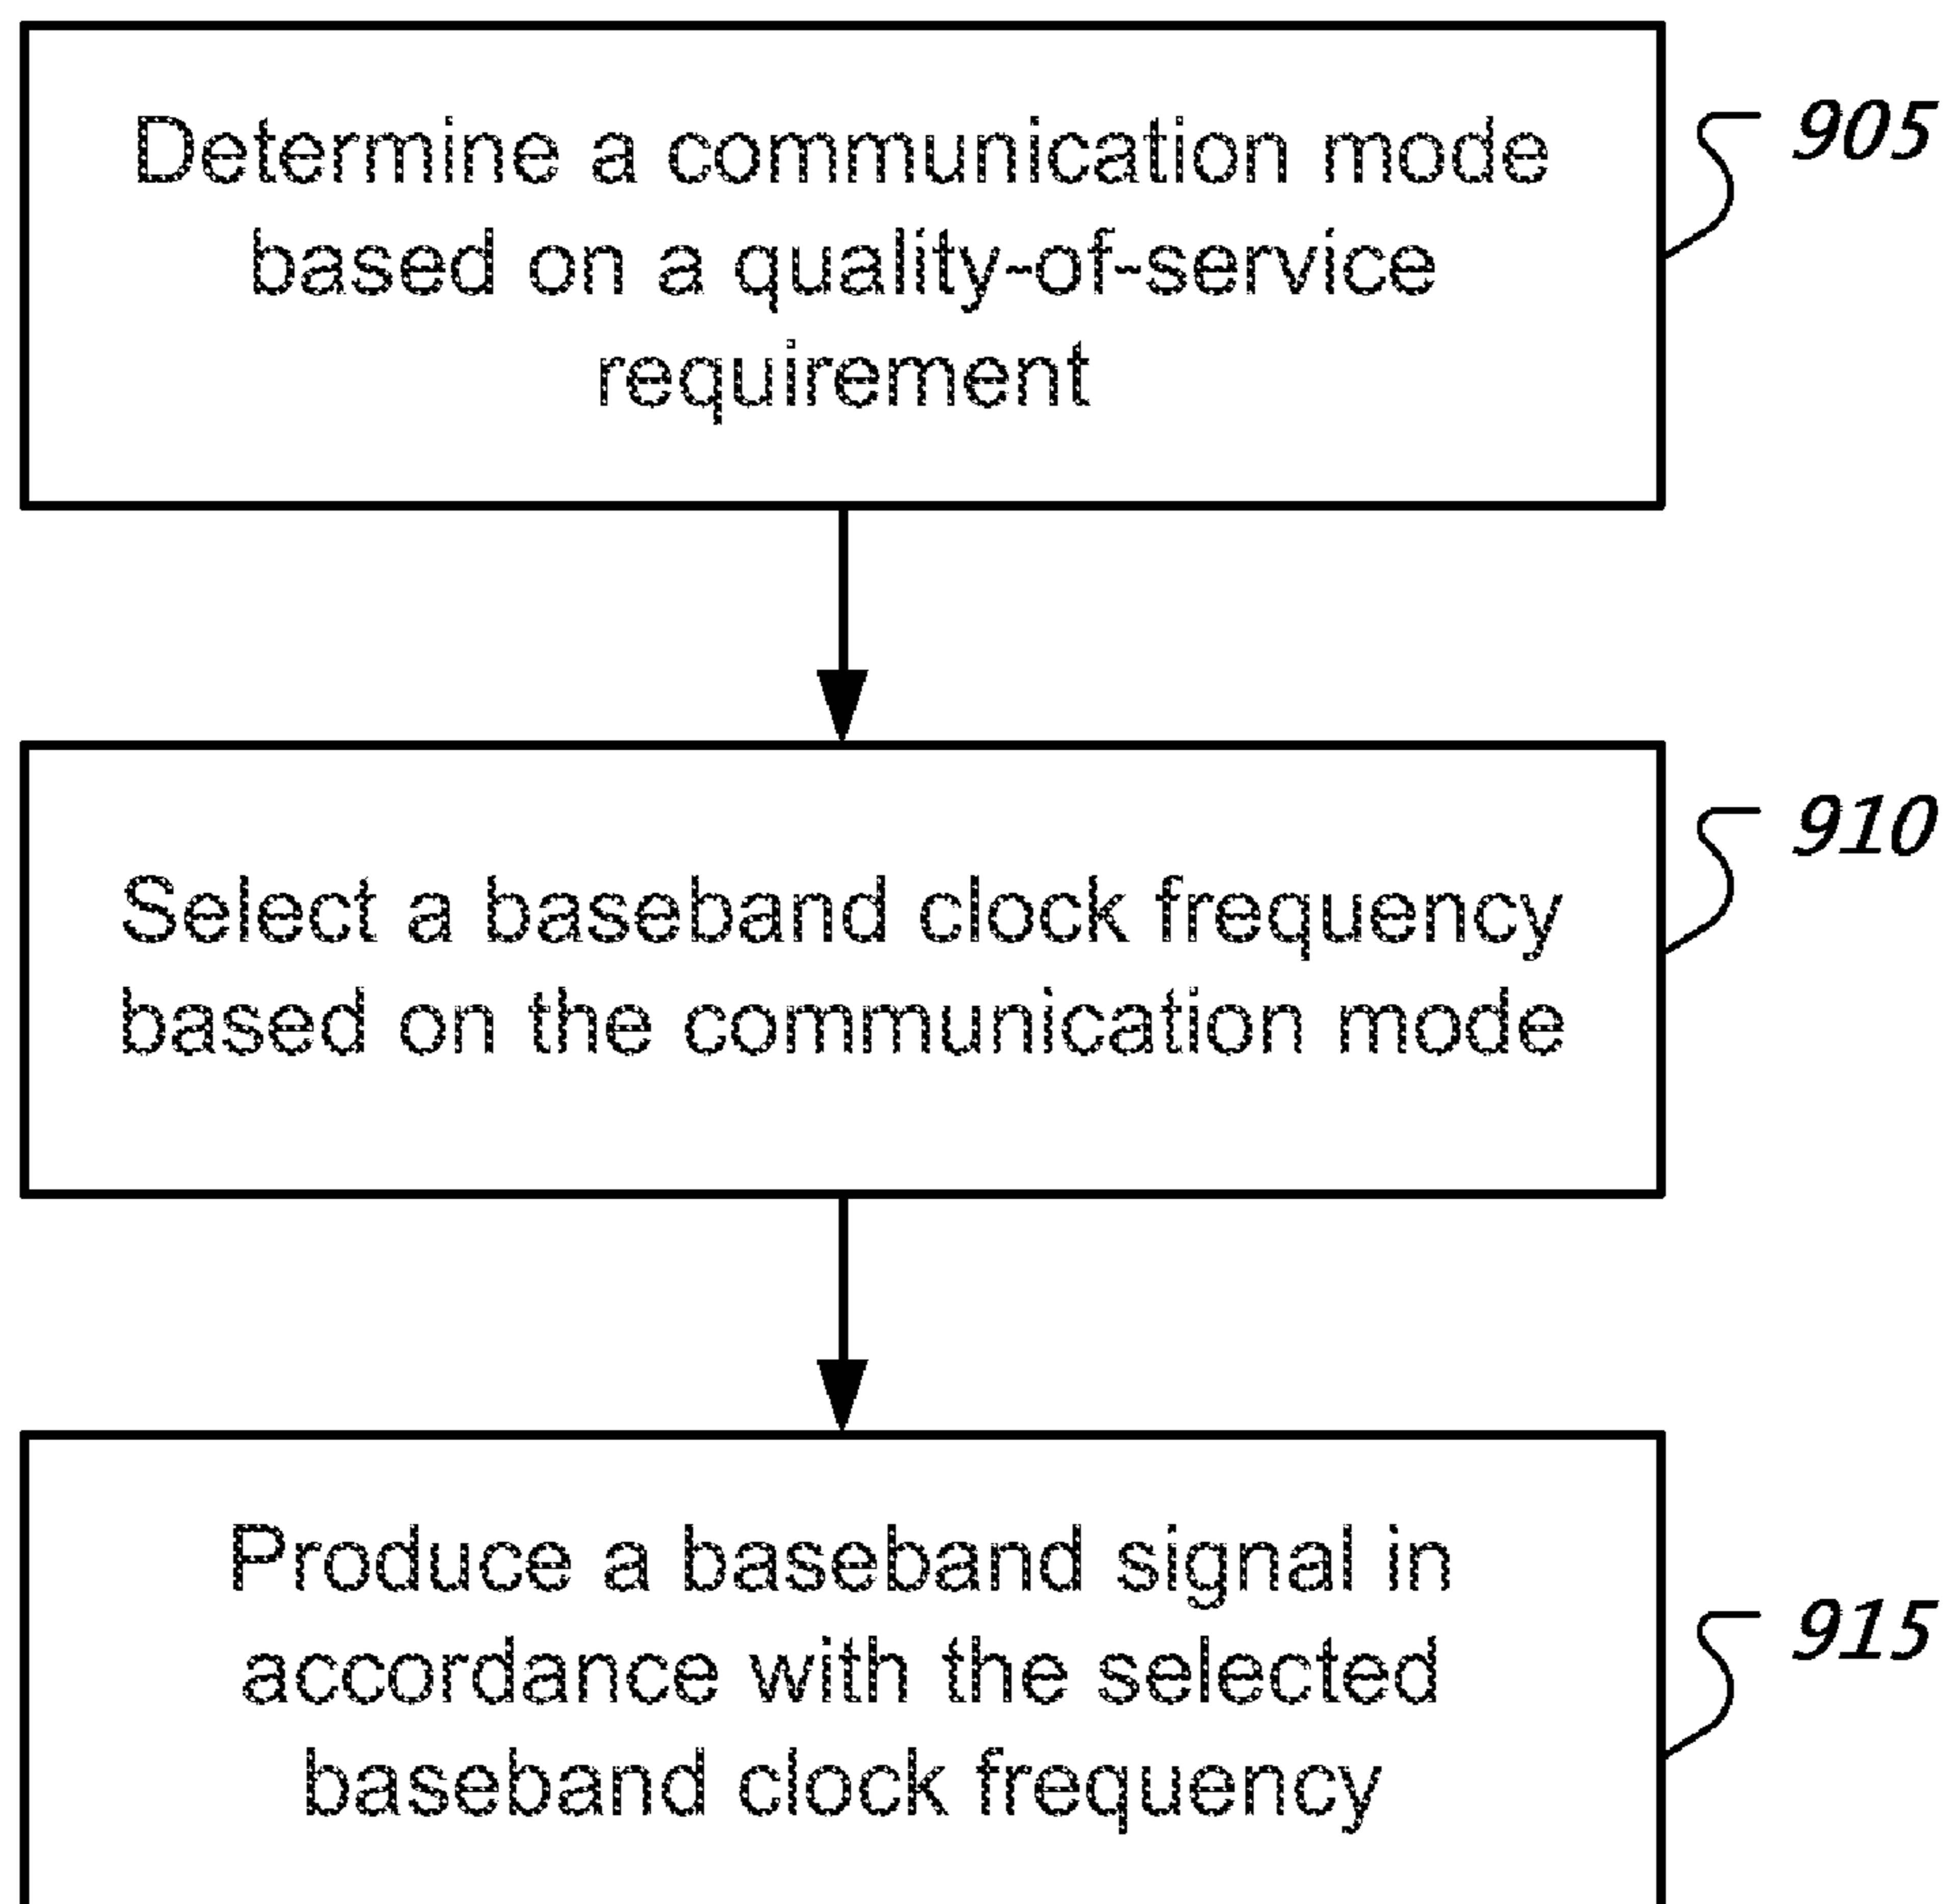 Determine a communication mode
based on a quality-of-service
requirement
905
Select a baseband clock frequency
based on the communication mode
910
Produce a baseband signal in
accordance with the selected
baseband clock frequency
915